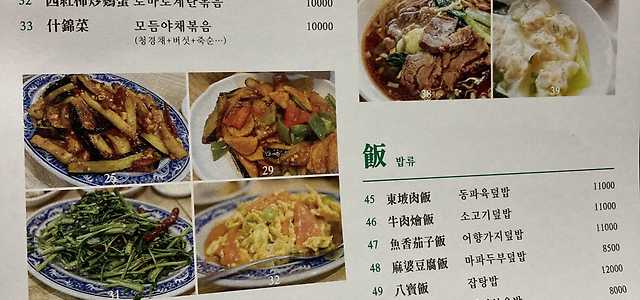 32 西紅柿炒鷄蛋 토마토계란볶음 10000
33 什錦菜 모듬야채볶음 10000
(청경채+버섯+죽순…)
25
29
31
32
38
39
飯 밥류
45 東坡肉飯 동파육덮밥 11000
46 牛肉燴飯 소고기덮밥 11000
47 魚香茄子飯 어향가지덮밥 11000
48 麻婆豆腐飯 마파두부덮밥 8500
49 八寶飯 잡탕밥 12000